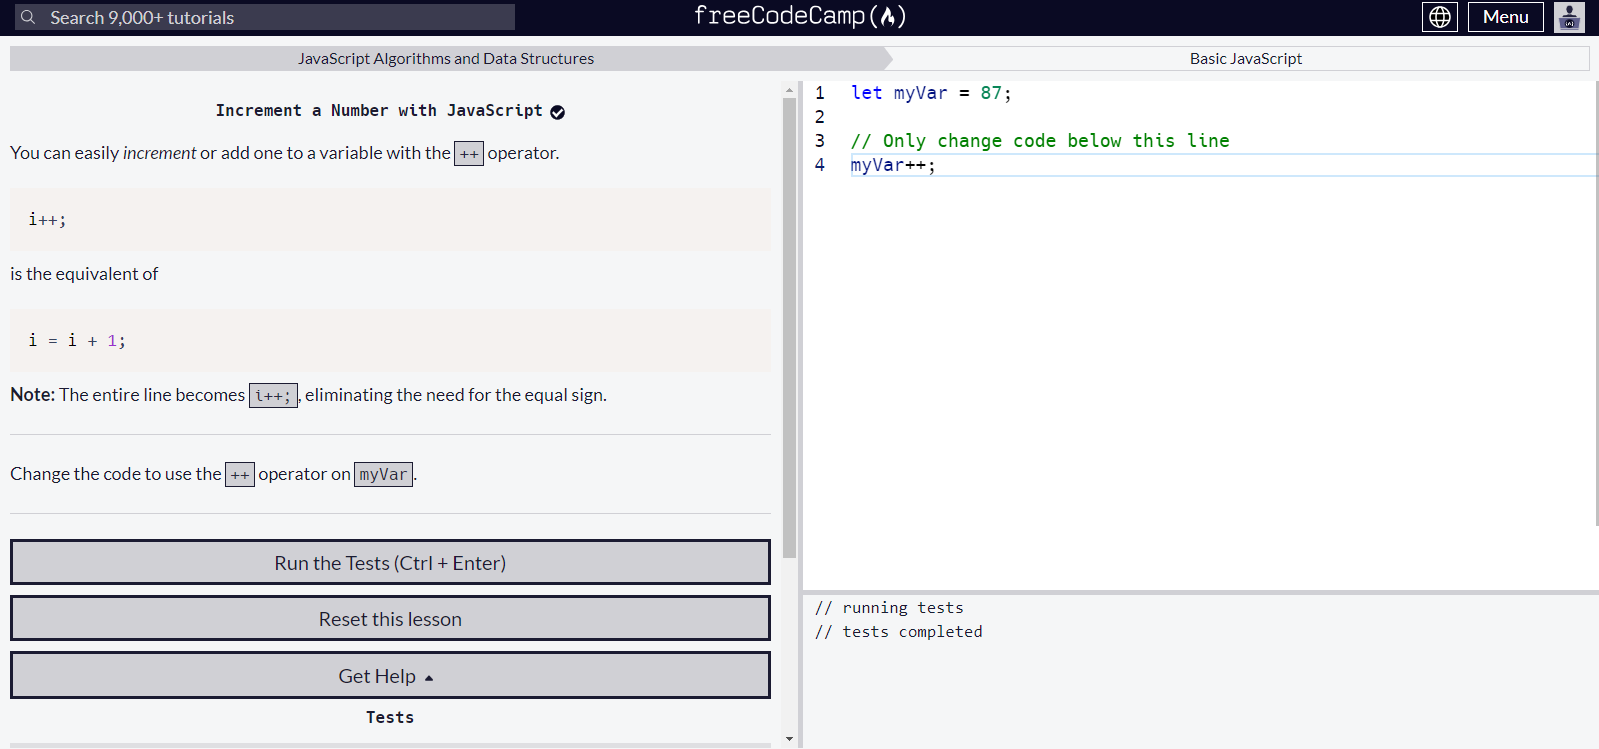 Search 9,000+ tutorials
freeCodeCamp
Menu
JavaScript Algorithms and Data Structures
Basic JavaScript
Increment a Number with JavaScript
You can easily increment or add one to a variable with the ++ operator.
i++;
is the equivalent of
i = i + 1;
Note: The entire line becomes i++;, eliminating the need for the equal sign.
Change the code to use the ++ operator on myVar.
Run the Tests (Ctrl + Enter)
Reset this lesson
Get Help
Tests
1 let myVar = 87;
2
3 // Only change code below this line
4 myVar++;
// running tests
// tests completed